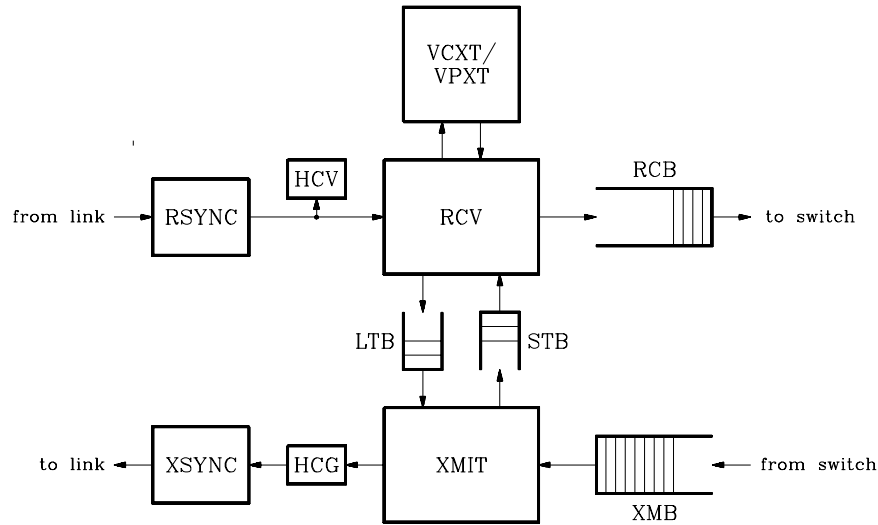 VCXT/
VPXT
HCV
RCB
from link
RSYNC
RCV
to switch
LTB
STB
to link
XSYNC
HCG
XMIT
from switch
XMB